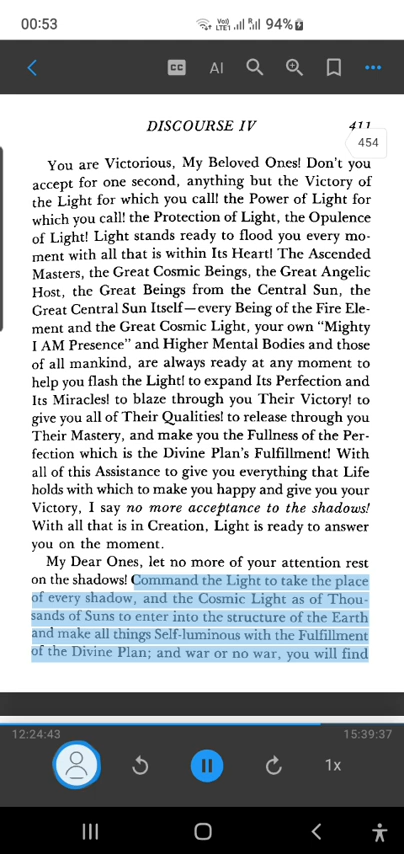 00:53
Vo)) LTE1 R 94%
CC AI
DISCOURSE IV 411
454
You are Victorious, My Beloved Ones! Don't you
accept for one second, anything but the Victory of
the Light for which you call! the Power of Light for
which you call! the Protection of Light, the Opulence
of Light! Light stands ready to flood you every mo-
ment with all that is within Its Heart! The Ascended
Masters, the Great Cosmic Beings, the Great Angelic
Host, the Great Beings from the Central Sun, the
Great Central Sun Itself—every Being of the Fire Ele-
ment and the Great Cosmic Light, your own "Mighty
I AM Presence" and Higher Mental Bodies and those
of all mankind, are always ready at any moment to
help you flash the Light! to expand Its Perfection and
Its Miracles! to blaze through you Their Victory! to
give you all of Their Qualities! to release through you
Their Mastery, and make you the Fullness of the Per-
fection which is the Divine Plan's Fulfillment! With
all of this Assistance to give you everything that Life
holds with which to make you happy and give you your
Victory, I say no more acceptance to the shadows!
With all that is in Creation, Light is ready to answer
you on the moment.
My Dear Ones, let no more of your attention rest
on the shadows! Command the Light to take the place
of every shadow, and the Cosmic Light as of Thou-
sands of Suns to enter into the structure of the Earth
and make all things Self-luminous with the Fulfillment
of the Divine Plan; and war or no war, you will find
12:24:43 15:39:37
1x